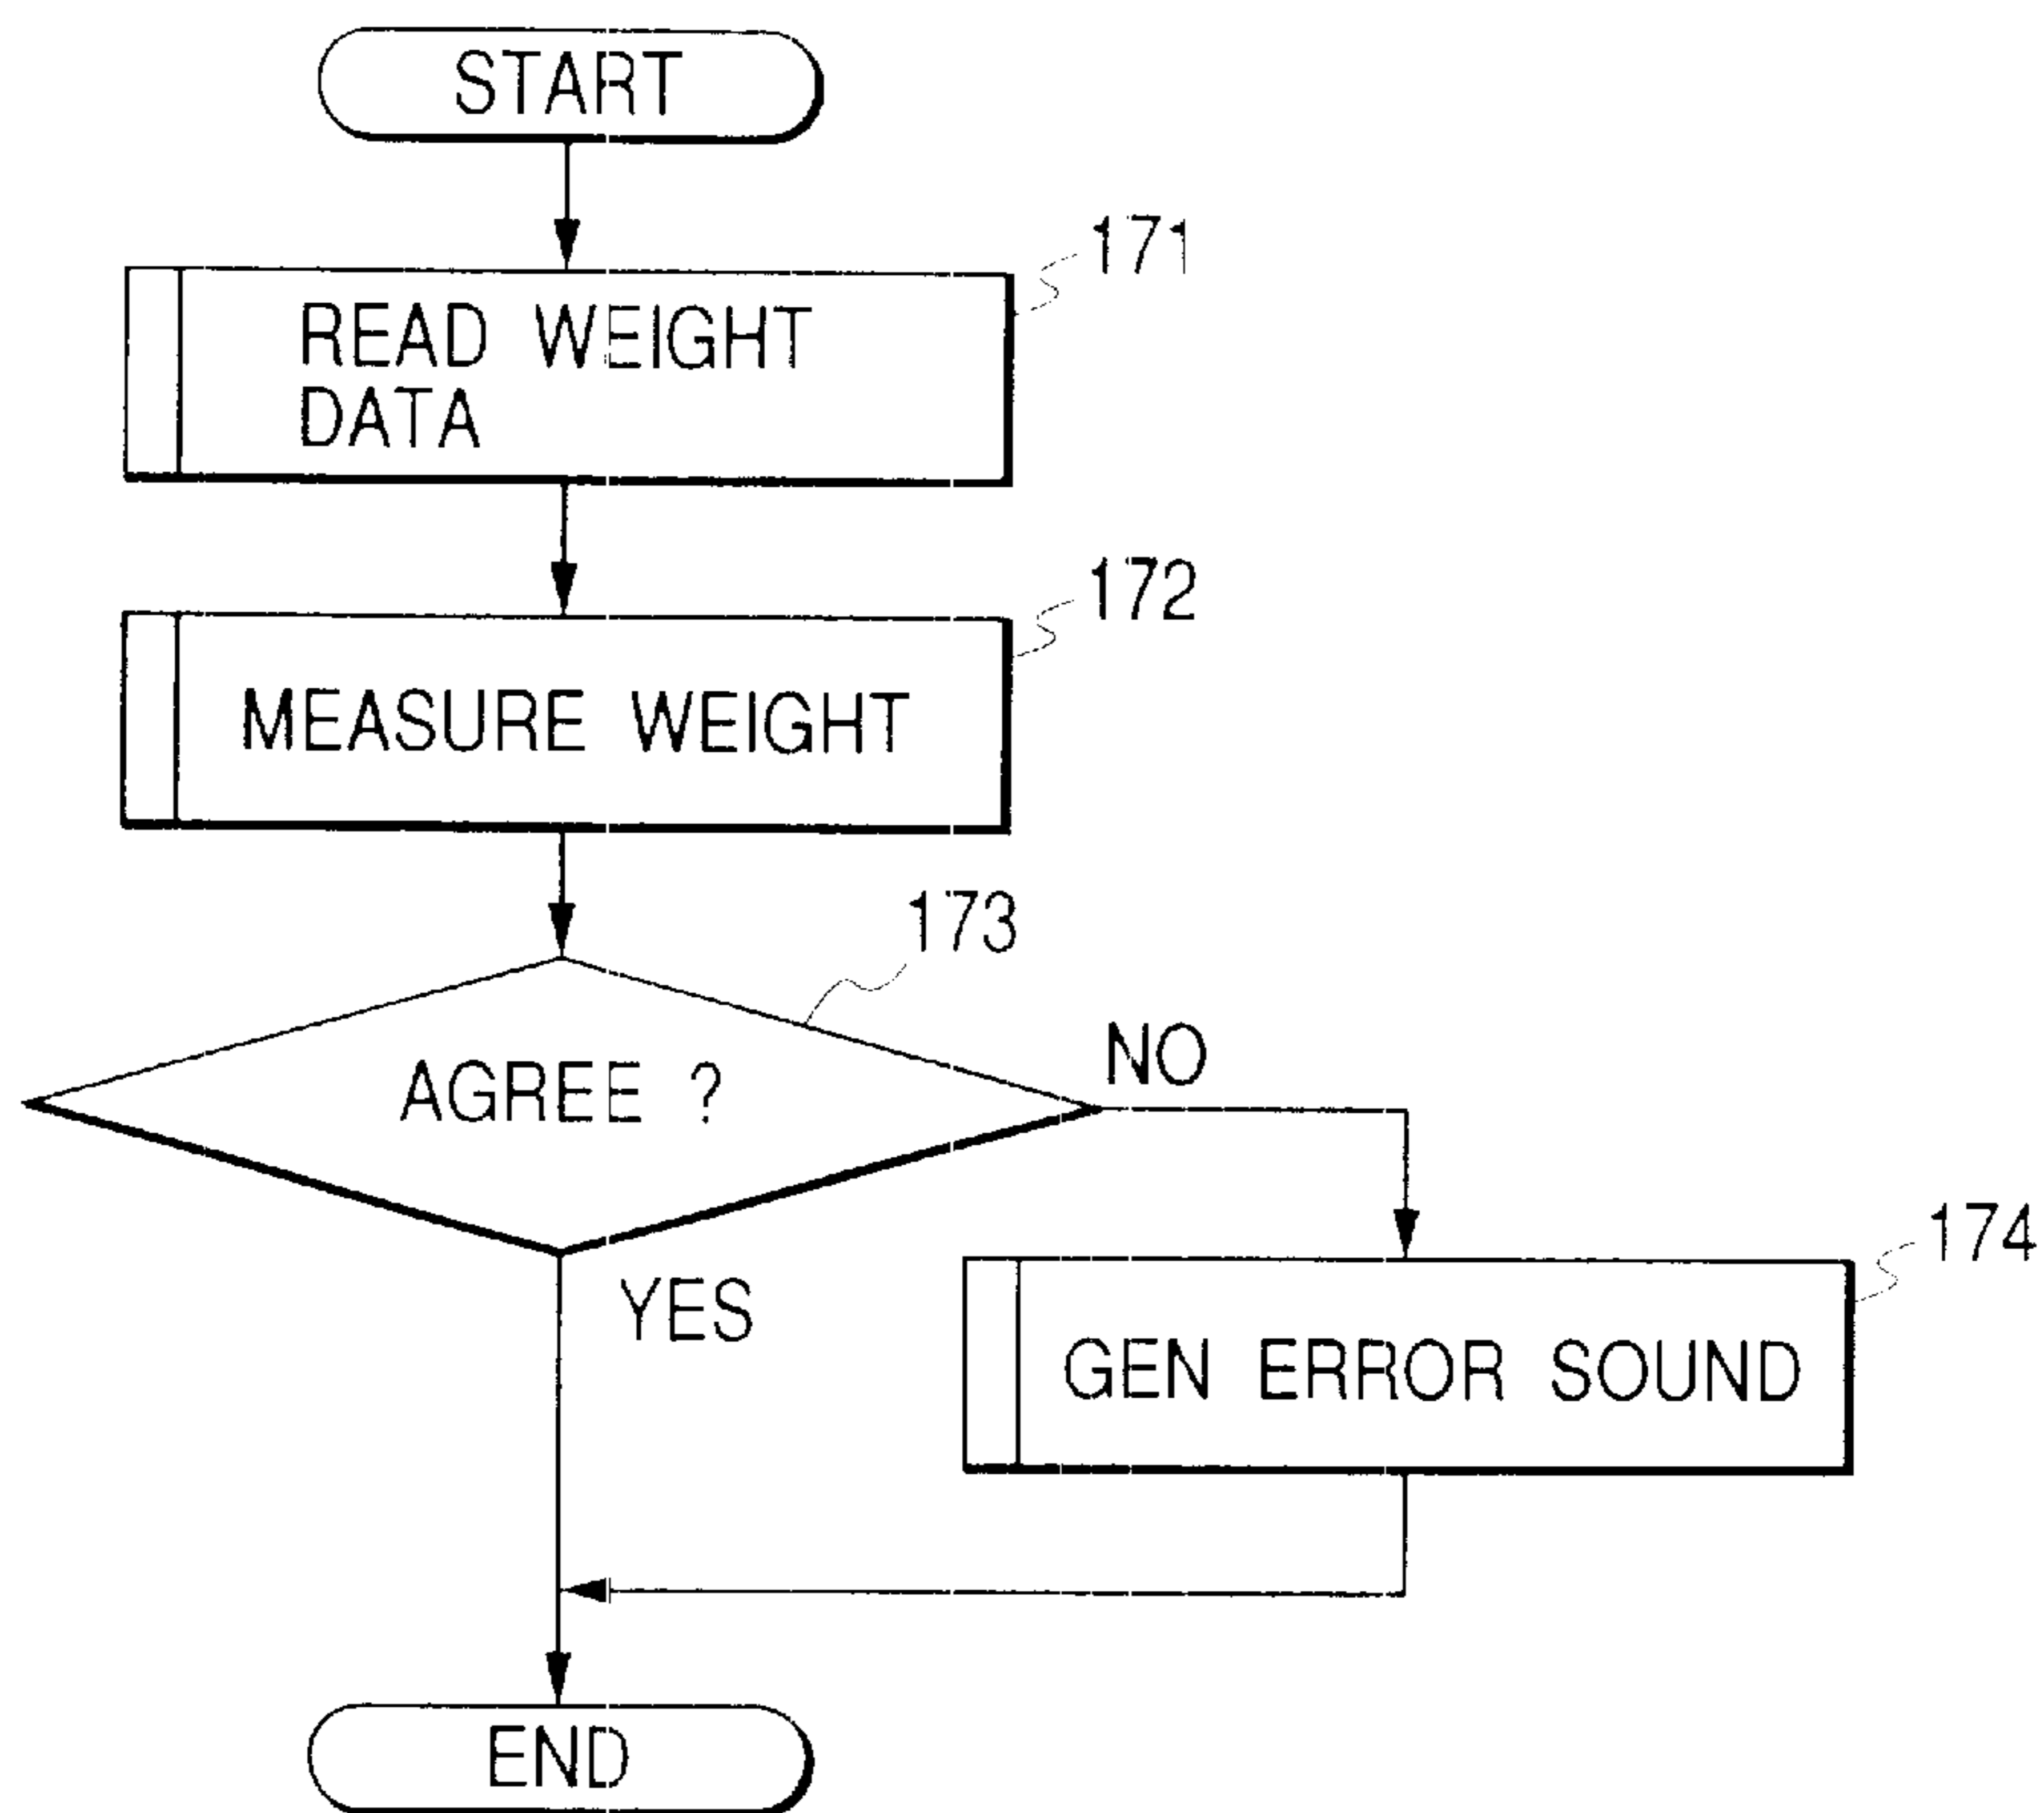 START
171
READ WEIGHT
DATA
172
MEASURE WEIGHT
173
AGREE ?
NO
YES
174
GEN ERROR SOUND
END